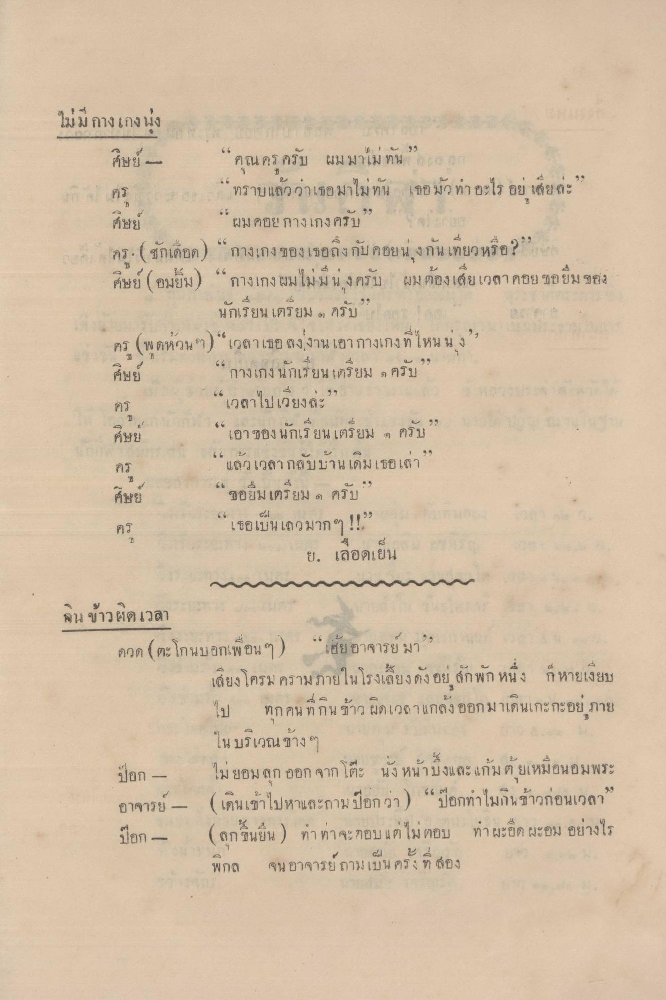 ไม่มีกางเกงนุ่ง
ศิษย์ — “คุณครูครับ ผมมาไม่ทัน”
ครู “ทราบแล้วว่าเธอมาไม่ทัน เธอมัวทำอะไรอยู่เสียล่ะ”
ศิษย์ “ผมคอยกางเกงครับ”
ครู.(ชักเดือด) “กางเกงของเธอถึงกับคอยนุ่งกันเทียวหรือ?”
ศิษย์(อมยิ้ม) “กางเกงผมไม่มีนุ่งครับ ผมต้องเสียเวลาคอยขอยืมของ
นักเรียนเตรียม ๑ ครับ”
ครู(พูดห้วนๆ) “เวลาเธอลงงานเอากางเกงที่ไหนนุ่ง”
ศิษย์ “กางเกงนักเรียนเตรียม ๑ ครับ”
ครู “เวลาไปเวียงล่ะ”
ศิษย์ “เอาของนักเรียนเตรียม ๑ ครับ”
ครู “แล้วเวลากลับบ้านเดิมเธอเล่า”
ศิษย์ “ขอยืมเตรียม ๑ ครับ”
ครู “เธอเป็นเลวมากๆ!!”
ย. เลือดเย็น
กินข้าวผิดเวลา
ดวด(ตะโกนบอกเพื่อนๆ) “เฮ้ยอาจารย์มา”
เสียงโครมครามภายในโรงเลี้ยงดังอยู่สักพักหนึ่ง ก็หายเงียบ
ไป ทุกคนที่กินข้าวผิดเวลาแกล้งออกมาเดินเกะกะอยู่ภาย
ในบริเวณข้างๆ
ป๊อก — ไม่ยอมลุกออกจากโต๊ะ นั่งหน้าบึ้งและแก้มตุ้ยเหมือนอมพระ
อาจารย์ — (เดินเข้าไปหาและถามป๊อกว่า) “ป๊อกทำไมกินข้าวก่อนเวลา”
ป๊อก — (ลุกขึ้นยืน) ทำท่าจะตอบแต่ไม่ตอบ ทำผะอืดผะอมอย่างไร
พิกล จนอาจารย์ถามเป็นครั้งที่สอง